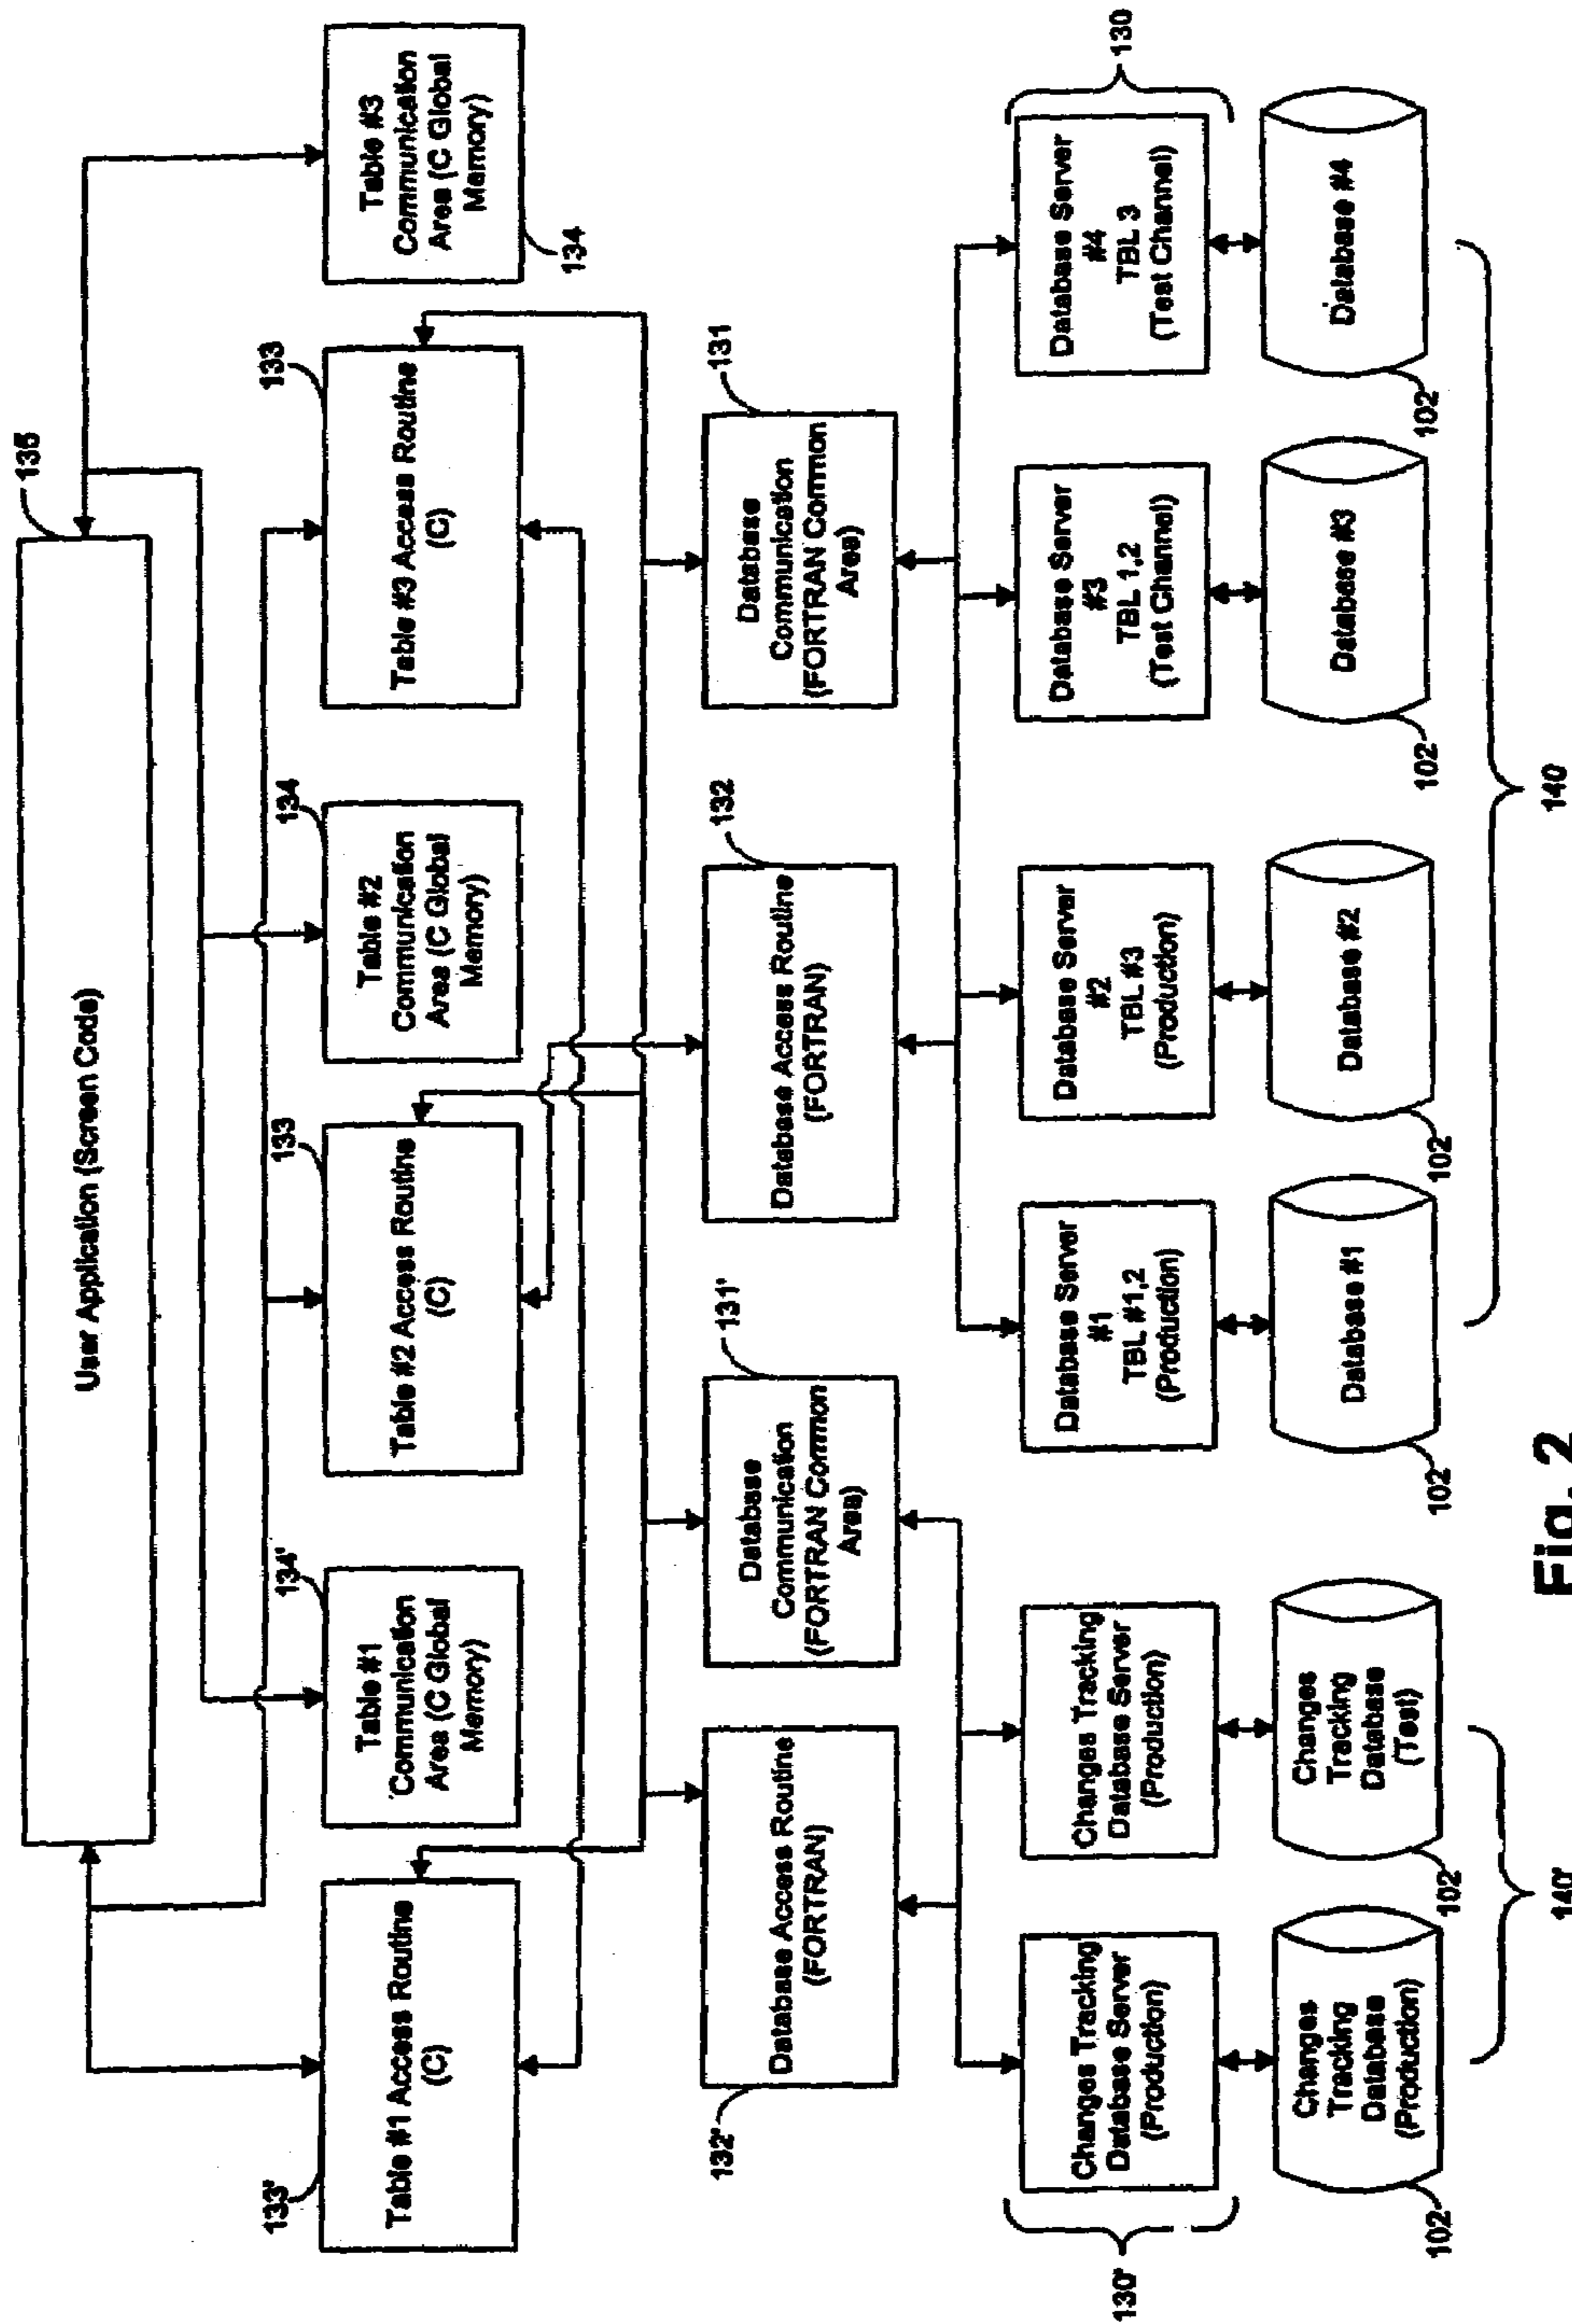 135
User Application (Screen Code)
133'
Table #1 Access Routine
(C)
134'
Table #1
Communication
Area (C Global
Memory)
133
Table #2 Access Routine
(C)
134
Table #2
Communication
Area (C Global
Memory)
133
Table #3 Access Routine
(C)
Table #3
Communication
Area (C Global
Memory)
134
132'
Database Access Routine
(FORTRAN)
131'
Database
Communication
(FORTRAN Common
Area)
132
Database Access Routine
(FORTRAN)
131
Database
Communication
(FORTRAN Common
Area)
130'
Changes Tracking
Database Server
(Production)
Changes Tracking
Database Server
(Production)
Database Server
#1
TBL #1,2
(Production)
Database Server
#2
TBL #3
(Production)
Database Server
#3
TBL 1,2
(Test Channel)
Database Server
#4
TBL 3
(Test Channel)
130
Changes
Tracking
Database
(Production)
102
Changes
Tracking
Database
(Test)
102
Database #1
102
Database #2
102
Database #3
102
Database #4
102
140'
140
Fig. 2